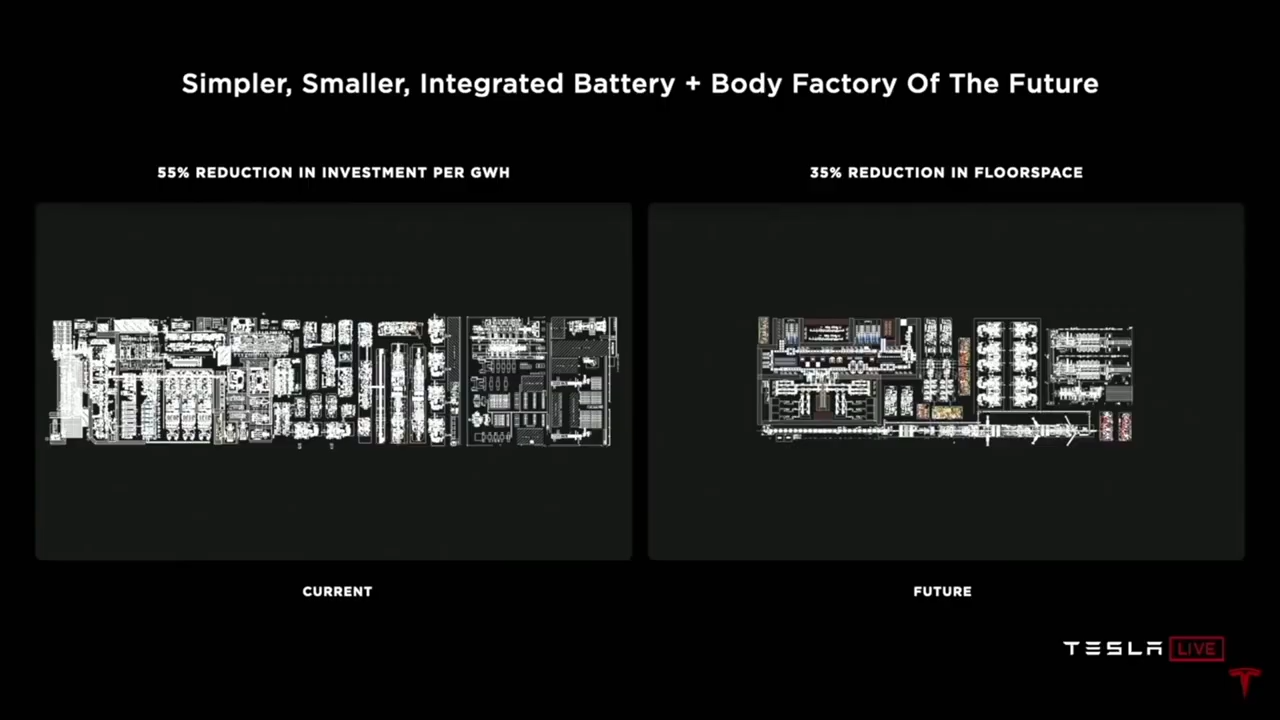 Simpler, Smaller, Integrated Battery + Body Factory Of The Future
55% REDUCTION IN INVESTMENT PER GWH
35% REDUCTION IN FLOORSPACE
CURRENT
FUTURE
TESLA LIVE